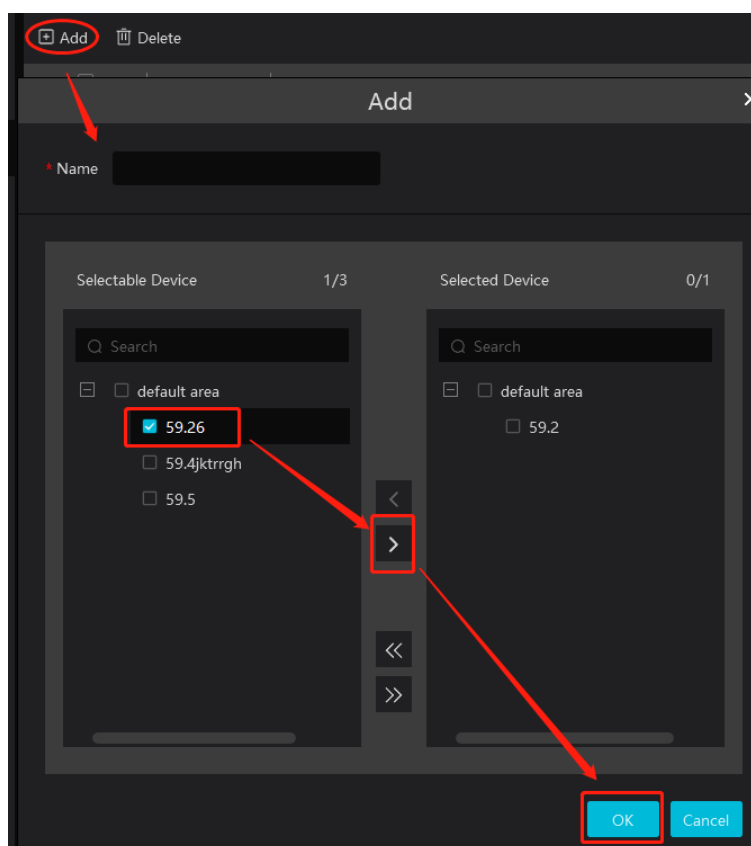 Add Delete
Add
* Name
Selectable Device 1/3
Search
default area
59.26
59.4jktrrgh
59.5
Selected Device 0/1
Search
default area
59.2
OK Cancel